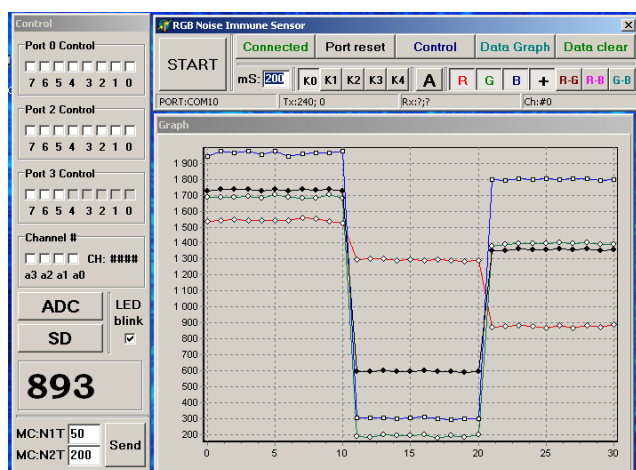 Control
Port 0 Control
7 6 5 4 3 2 1 0
Port 2 Control
7 6 5 4 3 2 1 0
Port 3 Control
7 6 5 4 3 2 1 0
Channel #
CH: ####
a3 a2 a1 a0
ADC
SD
LED
blink
893
MC:N1T 50
MC:N2T 200
Send
RGB Noise Immune Sensor
START
Connected Port reset Control Data Graph Data clear
mS: 200 K0 K1 K2 K3 K4 A R G B + R-G R-B G-B
PORT:COM10 Tx:240; 0 Rx:?;? Ch:#0
Graph
1 900
1 800
1 700
1 600
1 500
1 400
1 300
1 200
1 100
1 000
900
800
700
600
500
400
300
200
0 5 10 15 20 25 30